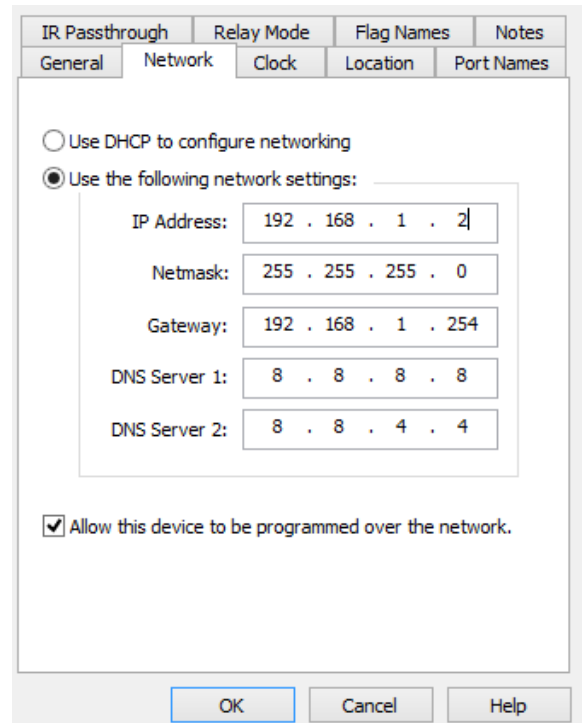 IR Passthrough Relay Mode Flag Names Notes
General Network Clock Location Port Names
Use DHCP to configure networking
Use the following network settings:
IP Address: 192 . 168 . 1 . 2
Netmask: 255 . 255 . 255 . 0
Gateway: 192 . 168 . 1 . 254
DNS Server 1: 8 . 8 . 8 . 8
DNS Server 2: 8 . 8 . 4 . 4
Allow this device to be programmed over the network.
OK Cancel Help